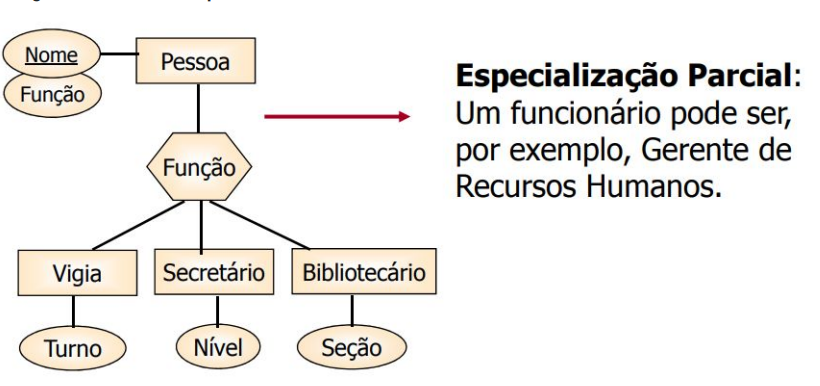 Nome
Pessoa
Função
Especialização Parcial:
Um funcionário pode ser,
por exemplo, Gerente de
Recursos Humanos.
Função
Vigia
Secretário
Bibliotecário
Turno
Nível
Seção